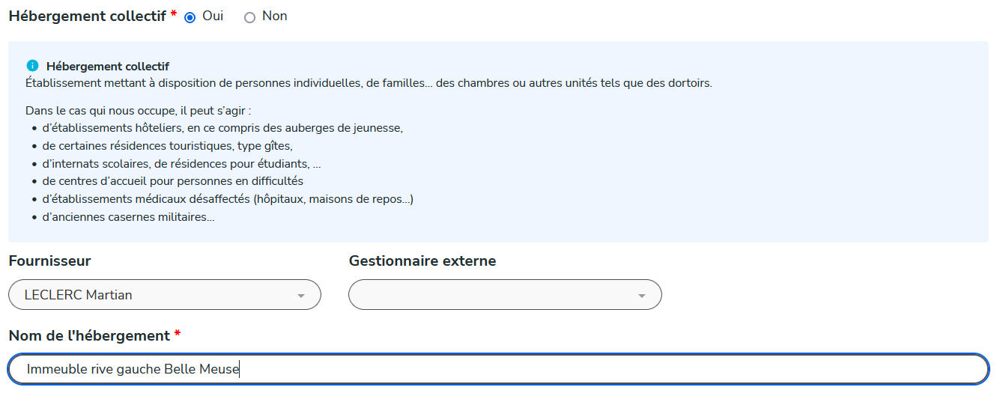 Hébergement collectif * Oui Non
Hébergement collectif
Établissement mettant à disposition de personnes individuelles, de familles... des chambres ou autres unités tels que des dortoirs.
Dans le cas qui nous occupe, il peut s’agir :
• d’établissements hôteliers, en ce compris des auberges de jeunesse,
• de certaines résidences touristiques, type gîtes,
• d’internats scolaires, de résidences pour étudiants, ...
• de centres d’accueil pour personnes en difficultés
• d’établissements médicaux désaffectés (hôpitaux, maisons de repos...)
• d’anciennes casernes militaires...
Fournisseur Gestionnaire externe
LECLERC Martian
Nom de l'hébergement *
Immeuble rive gauche Belle Meuse